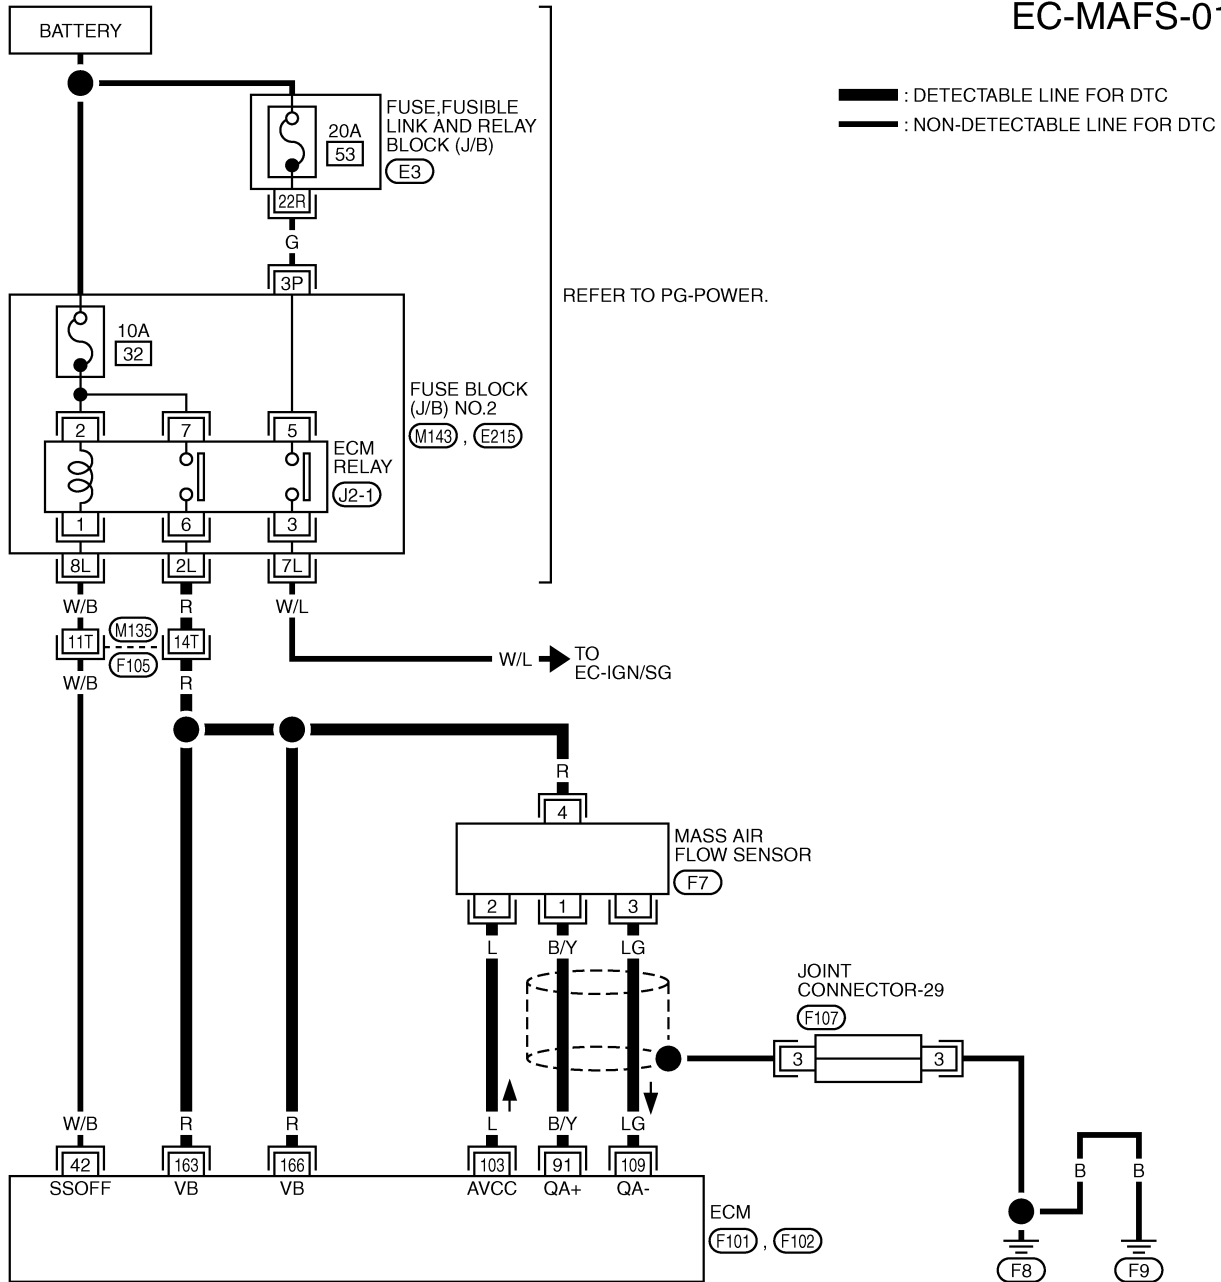 EC-MAFS-01
BATTERY
: DETECTABLE LINE FOR DTC
: NON-DETECTABLE LINE FOR DTC
FUSE,FUSIBLE
LINK AND RELAY
BLOCK (J/B)
E3
20A
53
22R
G
3P
REFER TO PG-POWER.
10A
32
FUSE BLOCK
(J/B) NO.2
M143 , E215
2 7 5
ECM
RELAY
J2-1
1 6 3
8L 2L 7L
W/B R W/L
M135
11T 14T
F105
W/B R
W/L
TO
EC-IGN/SG
R
4
MASS AIR
FLOW SENSOR
F7
2 1 3
L B/Y LG
JOINT
CONNECTOR-29
F107
3 3
W/B R R L B/Y LG
42 163 166 103 91 109
SSOFF VB VB AVCC QA+ QA-
B B
ECM
F101 , F102
F8 F9